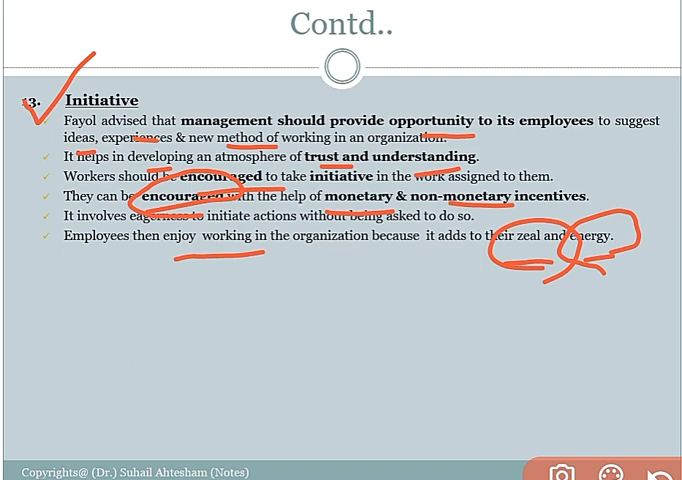 Contd..
13. Initiative
Fayol advised that management should provide opportunity to its employees to suggest
ideas, experiences & new method of working in an organization.
It helps in developing an atmosphere of trust and understanding.
Workers should be encouraged to take initiative in the work assigned to them.
They can be encouraged with the help of monetary & non-monetary incentives.
It involves eagerness to initiate actions without being asked to do so.
Employees then enjoy working in the organization because it adds to their zeal and energy.
Copyrights@ (Dr.) Suhail Ahtesham (Notes)